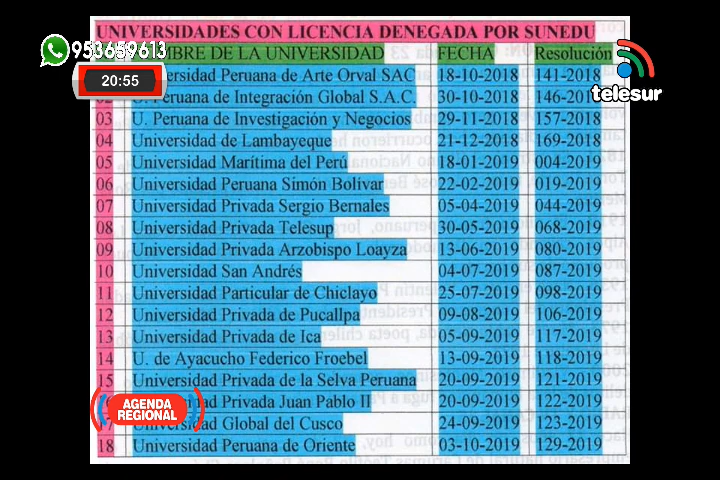 UNIVERSIDADES CON LICENCIA DENEGADA POR SUNEDU
953659613
MBRE DE LA UNIVERSIDAD FECHA Resolución
20:55
telesur
ersidad Peruana de Arte Orval SAC 18-10-2018 141-2018
U. Peruana de Integración Global S.A.C. 30-10-2018 146-201
03 U. Peruana de Investigación y Negocios 29-11-2018 157-2018
04 Universidad de Lambayeque 21-12-2018 169-2018
05 Universidad Marítima del Perú 18-01-2019 004-2019
06 Universidad Peruana Simón Bolívar 22-02-2019 019-2019
07 Universidad Privada Sergio Bernales 05-04-2019 044-2019
08 Universidad Privada Telesup 30-05-2019 068-2019
09 Universidad Privada Arzobispo Loayza 13-06-2019 080-2019
10 Universidad San Andrés 04-07-2019 087-2019
11 Universidad Particular de Chiclayo 25-07-2019 098-2019
12 Universidad Privada de Pucallpa 09-08-2019 106-2019
13 Universidad Privada de Ica 05-09-2019 117-2019
14 U. de Ayacucho Federico Froebel 13-09-2019 118-2019
15 Universidad Privada de la Selva Peruana 20-09-2019 121-2019
AGENDA
REGIONAL
idad Privada Juan Pablo II 20-09-2019 122-2019
17 Universidad Global del Cusco 24-09-2019 123-2019
18 Universidad Peruana de Oriente 03-10-2019 129-2019